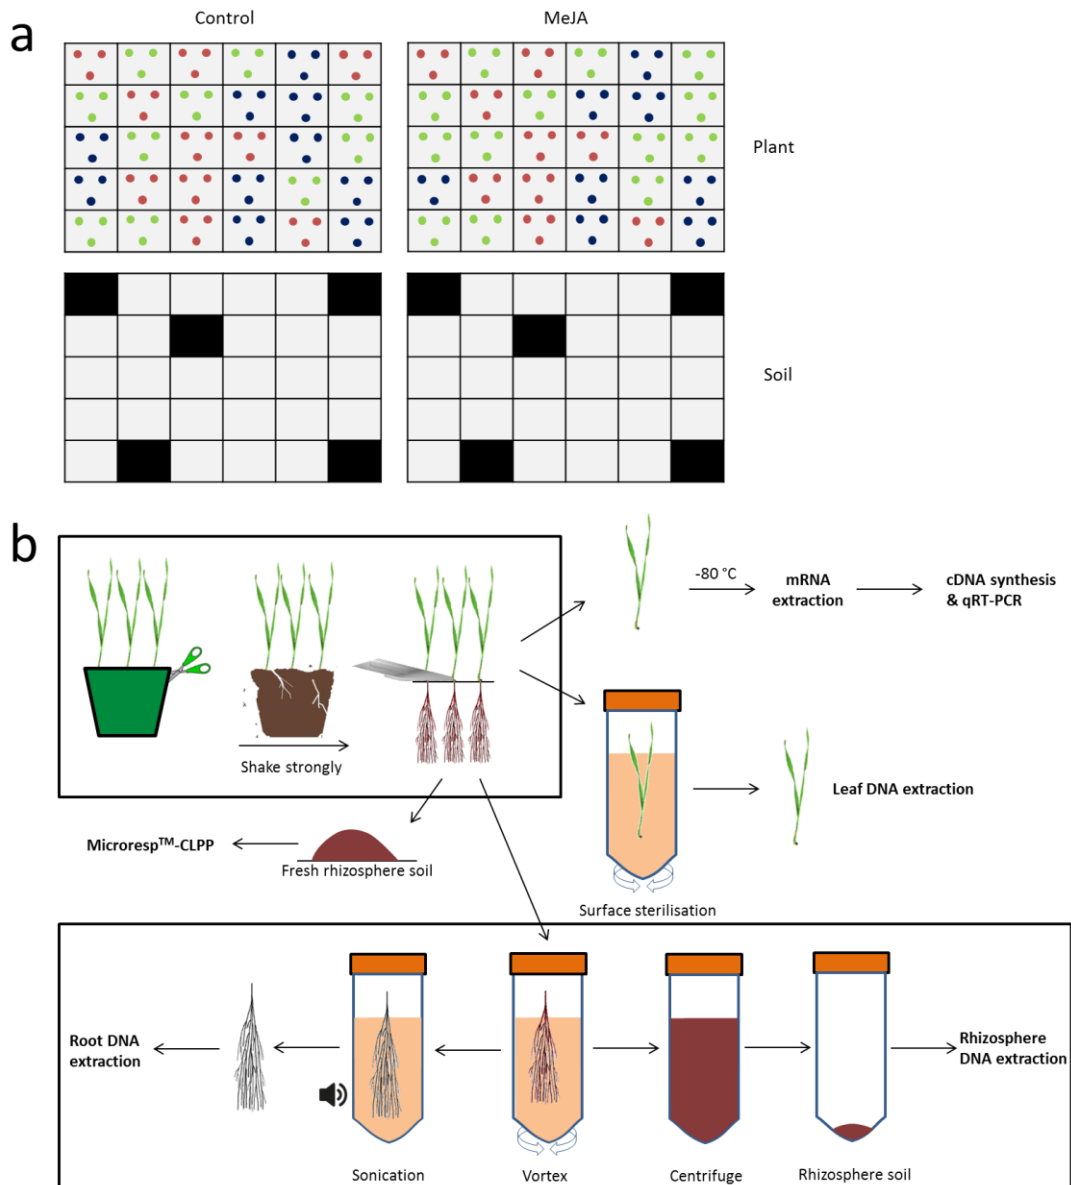 a
Control
MeJA
Plant
Soil
b
-80 °C
mRNA
extraction
cDNA synthesis
& qRT-PCR
Shake strongly
Leaf DNA extraction
Microresp™-CLPP
Fresh rhizosphere soil
Surface sterilisation
Root DNA
extraction
Rhizosphere
DNA extraction
Sonication
Vortex
Centrifuge
Rhizosphere soil